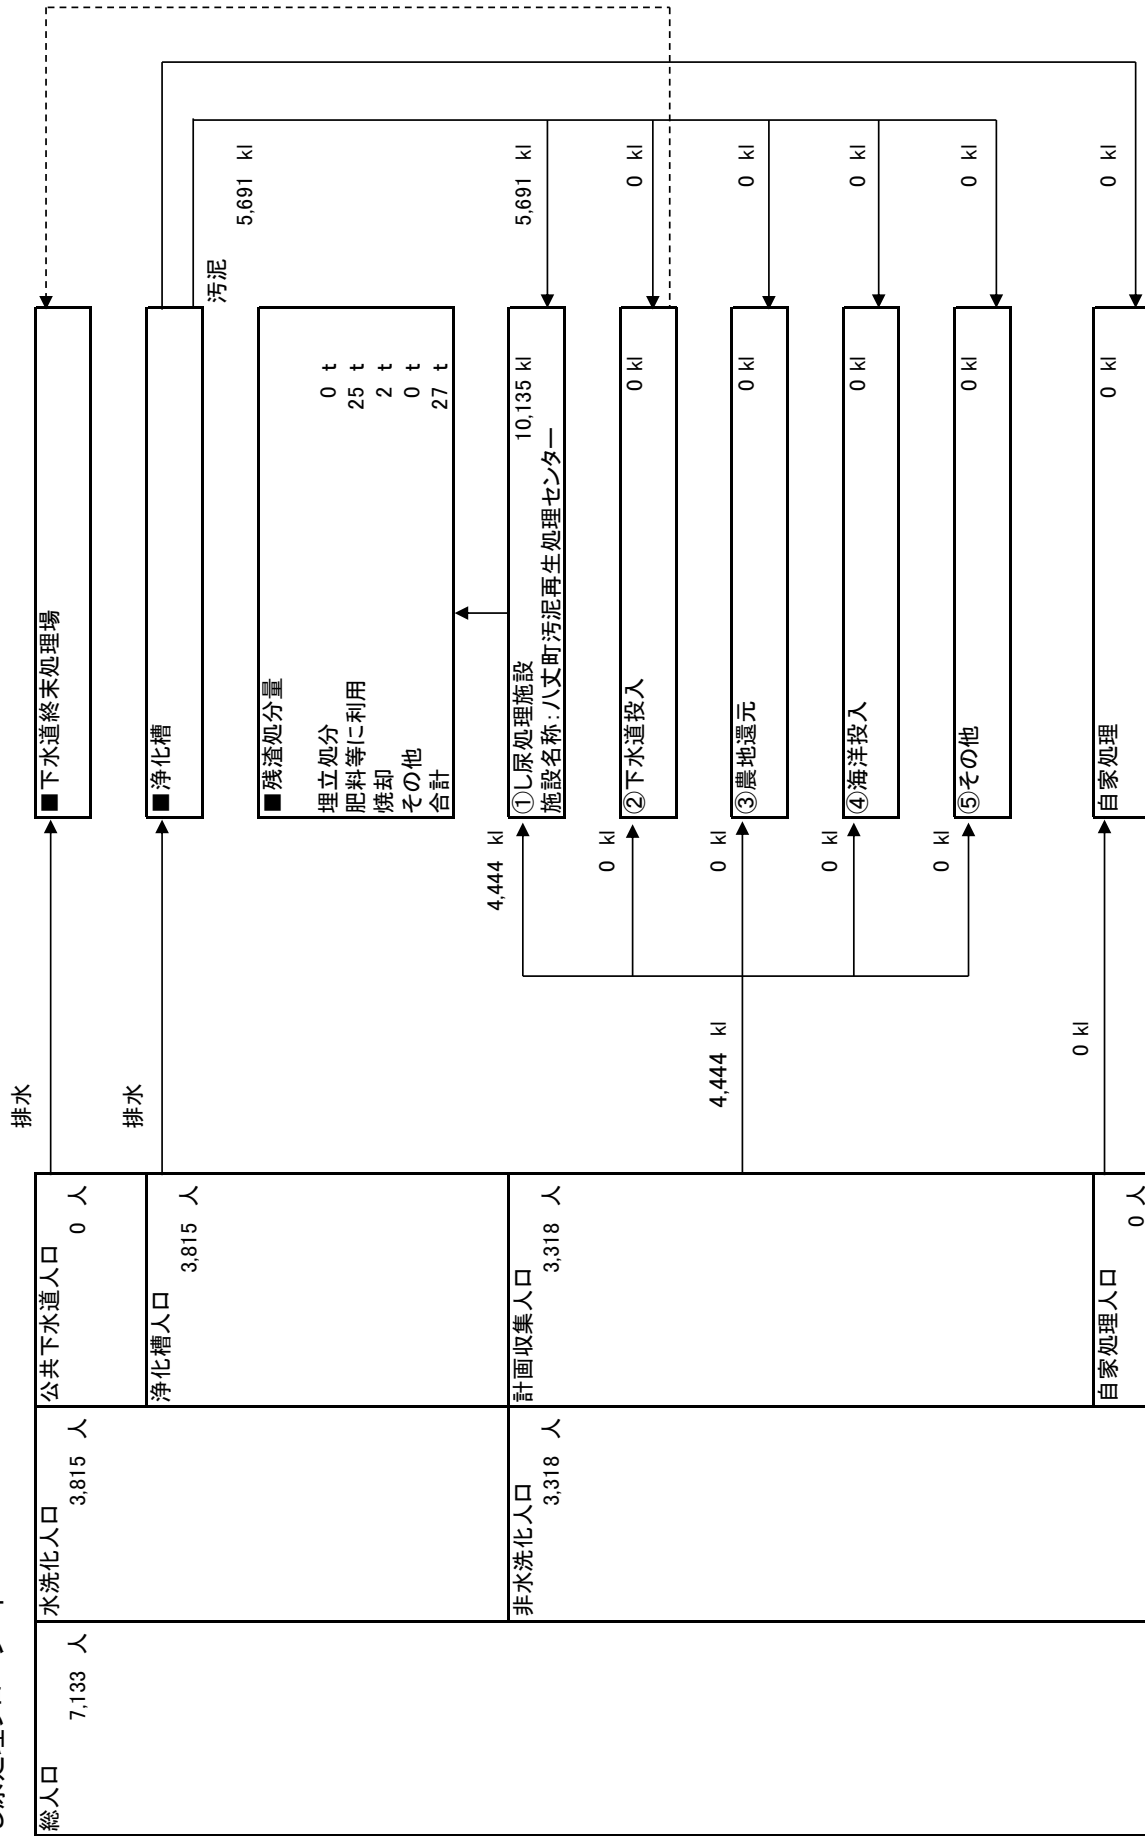 総人口
7,133 人
水洗化人口
3,815 人
非水洗化人口
3,318 人
公共下水道人口
0 人
浄化槽人口
3,815 人
計画収集人口
3,318 人
自家処理人口
0 人
排水
排水
4,444 kl
0 kl
4,444 kl
0 kl
0 kl
0 kl
0 kl
■下水道終末処理場
■浄化槽
■残渣処分量
埋立処分 0 t
肥料等に利用 25 t
焼却 2 t
その他 0 t
合計 27 t
①し尿処理施設 10,135 kl
施設名称:八丈町汚泥再生処理センター
②下水道投入 0 kl
③農地還元 0 kl
④海洋投入 0 kl
⑤その他 0 kl
自家処理 0 kl
汚泥
5,691 kl
5,691 kl
0 kl
0 kl
0 kl
0 kl
0 kl